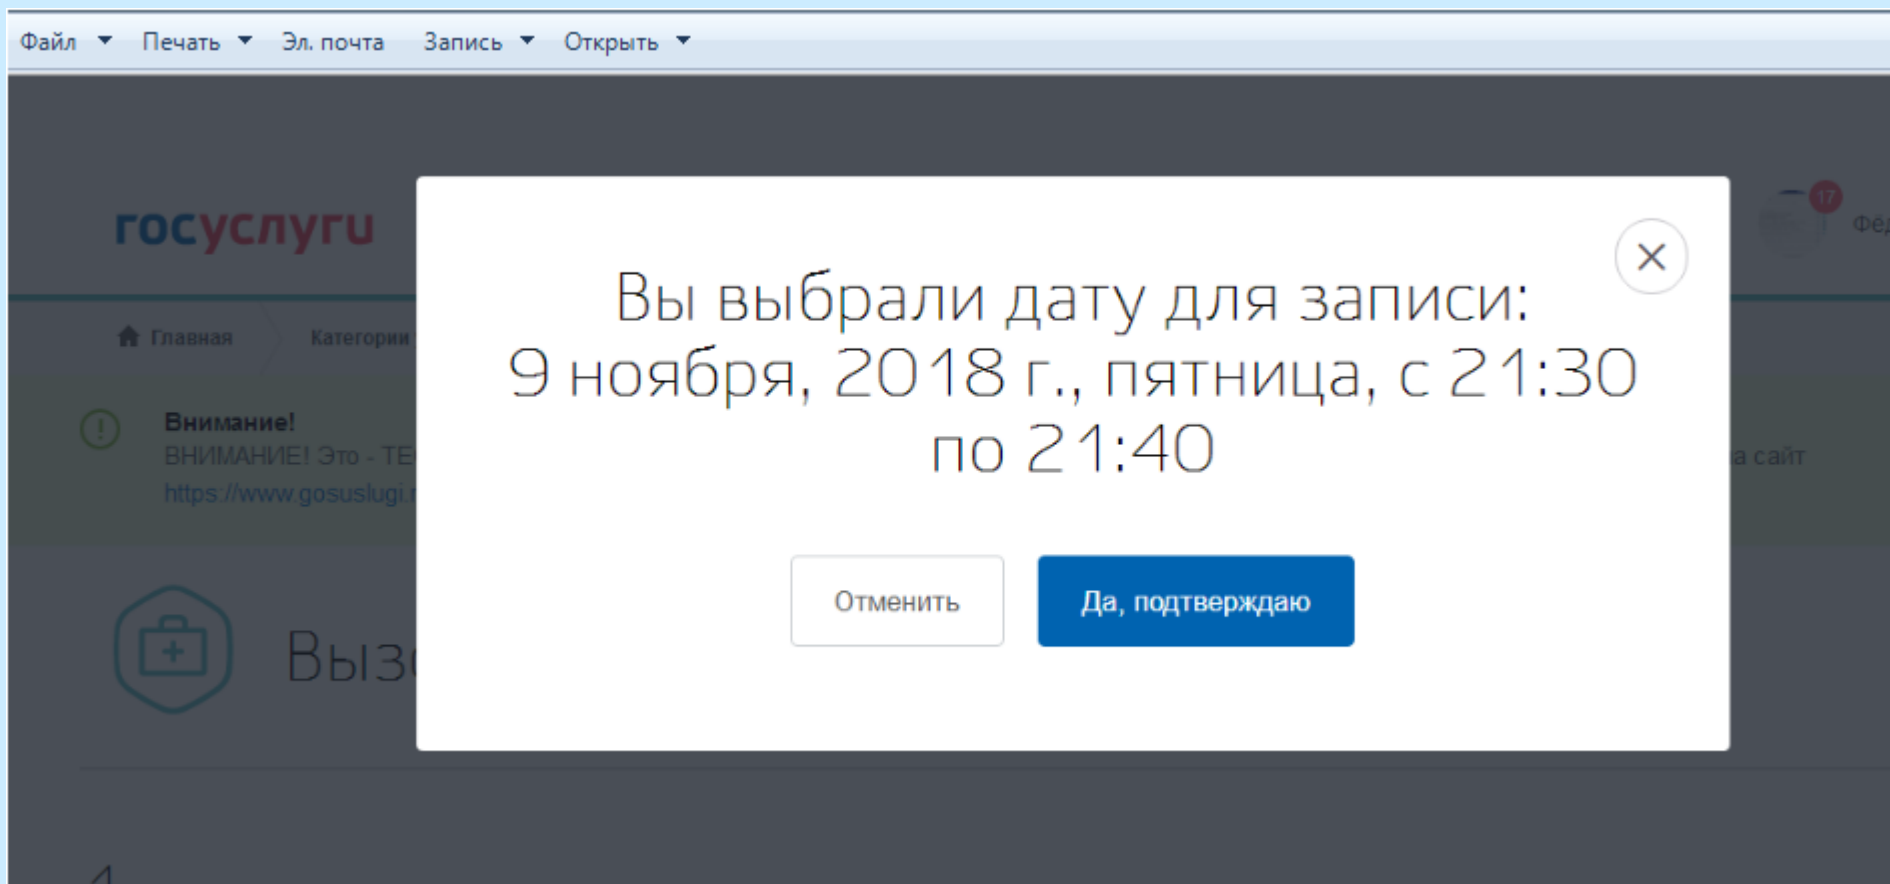 Файл Печать Эл. почта Запись Открыть
госуслуги
17
Главная Категории
Внимание!
ВНИМАНИЕ! Это - сайт
https://www.gosuslugi.
Вы выбрали дату для записи:
9 ноября, 2018 г., пятница, с 21:30
по 21:40
Отменить Да, подтверждаю